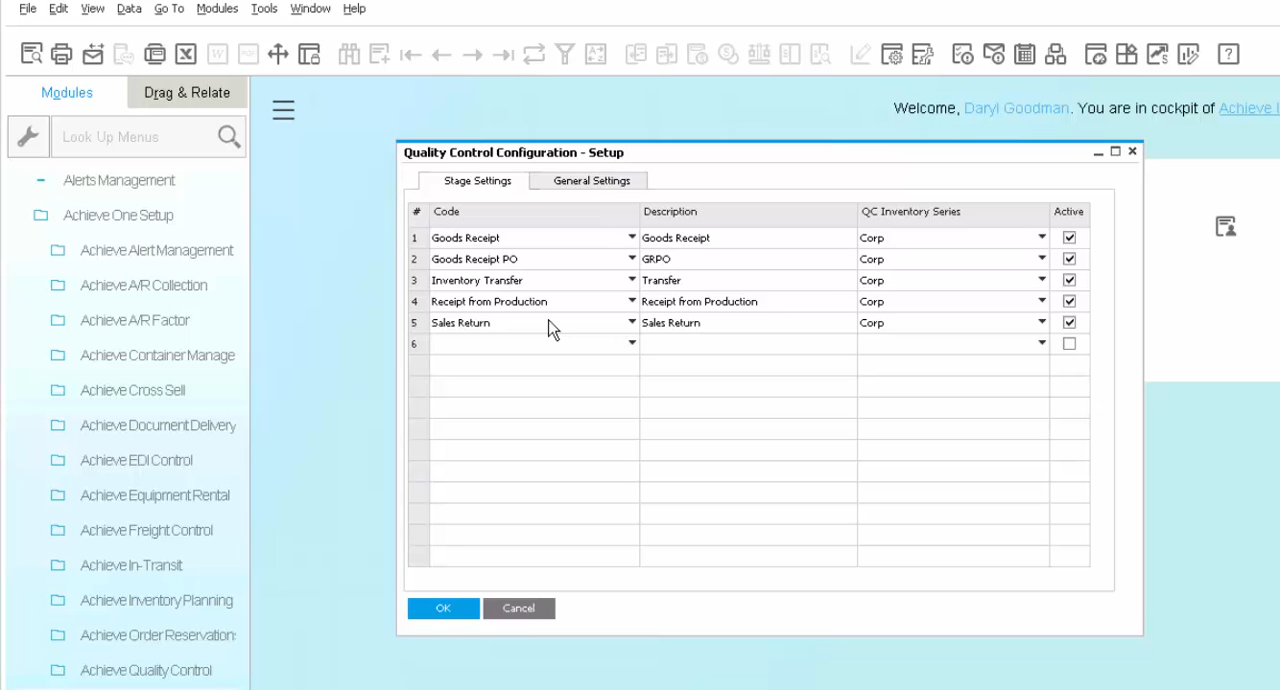 File Edit View Data Go To Modules Tools Window Help
Modules Drag & Relate
Look Up Menus
Alerts Management
Achieve One Setup
Achieve Alert Management
Achieve A/R Collection
Achieve A/R Factor
Achieve Container Manage
Achieve Cross Sell
Achieve Document Delivery
Achieve EDI Control
Achieve Equipment Rental
Achieve Freight Control
Achieve In-Transit
Achieve Inventory Planning
Achieve Order Reservation
Achieve Quality Control
Welcome, Daryl Goodman. You are in cockpit of Achieve
Quality Control Configuration - Setup
Stage Settings General Settings
# Code Description QC Inventory Series Active
1 Goods Receipt Goods Receipt Corp
2 Goods Receipt PO GRPO Corp
3 Inventory Transfer Transfer Corp
4 Receipt from Production Receipt from Production Corp
5 Sales Return Sales Return Corp
6
OK Cancel